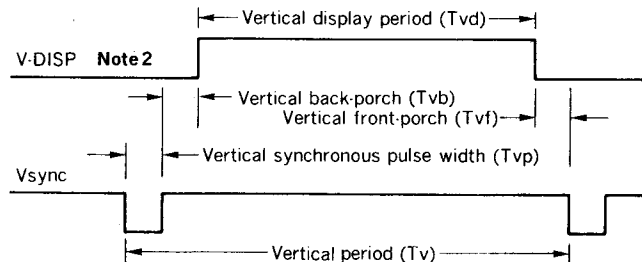 Vertical display period (Tvd)
V-DISP Note 2
Vertical back-porch (Tvb)
Vertical front-porch (Tvf)
Vertical synchronous pulse width (Tvp)
Vsync
Vertical period (Tv)